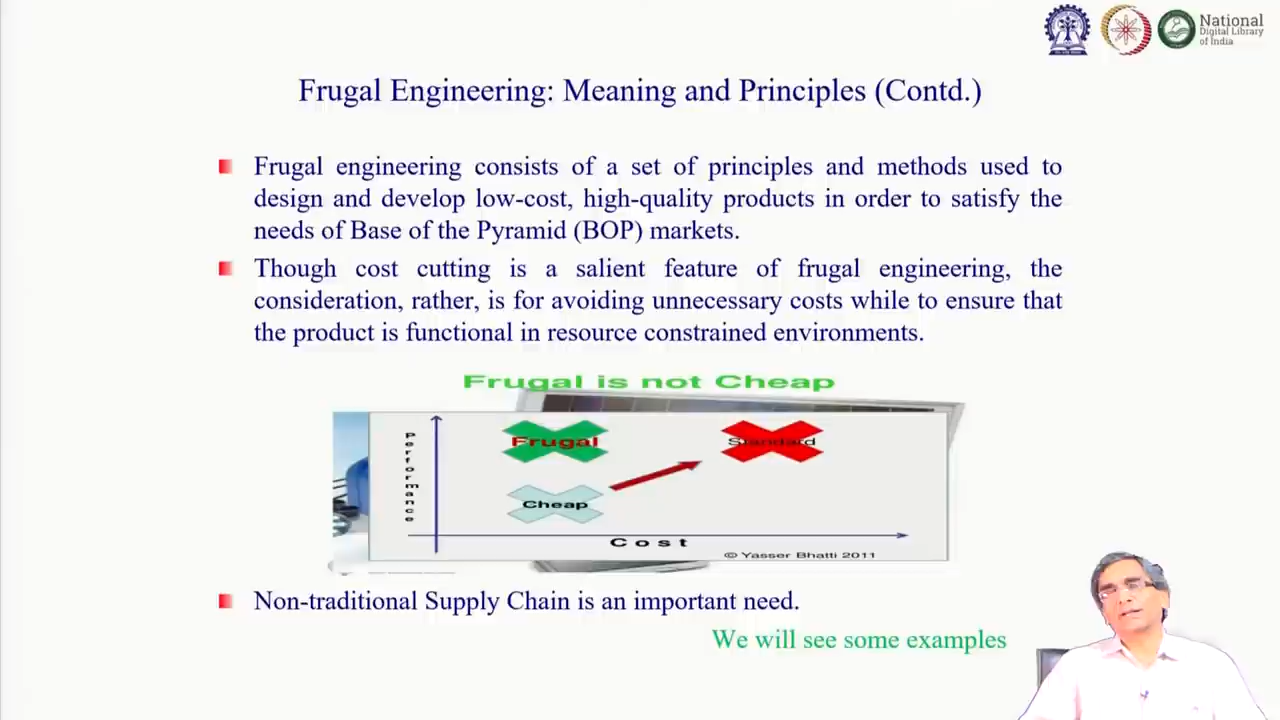 National
Digital Library
of India
Frugal Engineering: Meaning and Principles (Contd.)
Frugal engineering consists of a set of principles and methods used to
design and develop low-cost, high-quality products in order to satisfy the
needs of Base of the Pyramid (BOP) markets.
Though cost cutting is a salient feature of frugal engineering, the
consideration, rather, is for avoiding unnecessary costs while to ensure that
the product is functional in resource constrained environments.
Frugal is not Cheap
Performance
Frugal
Standard
Cheap
Cost
© Yasser Bhatti 2011
Non-traditional Supply Chain is an important need.
We will see some examples